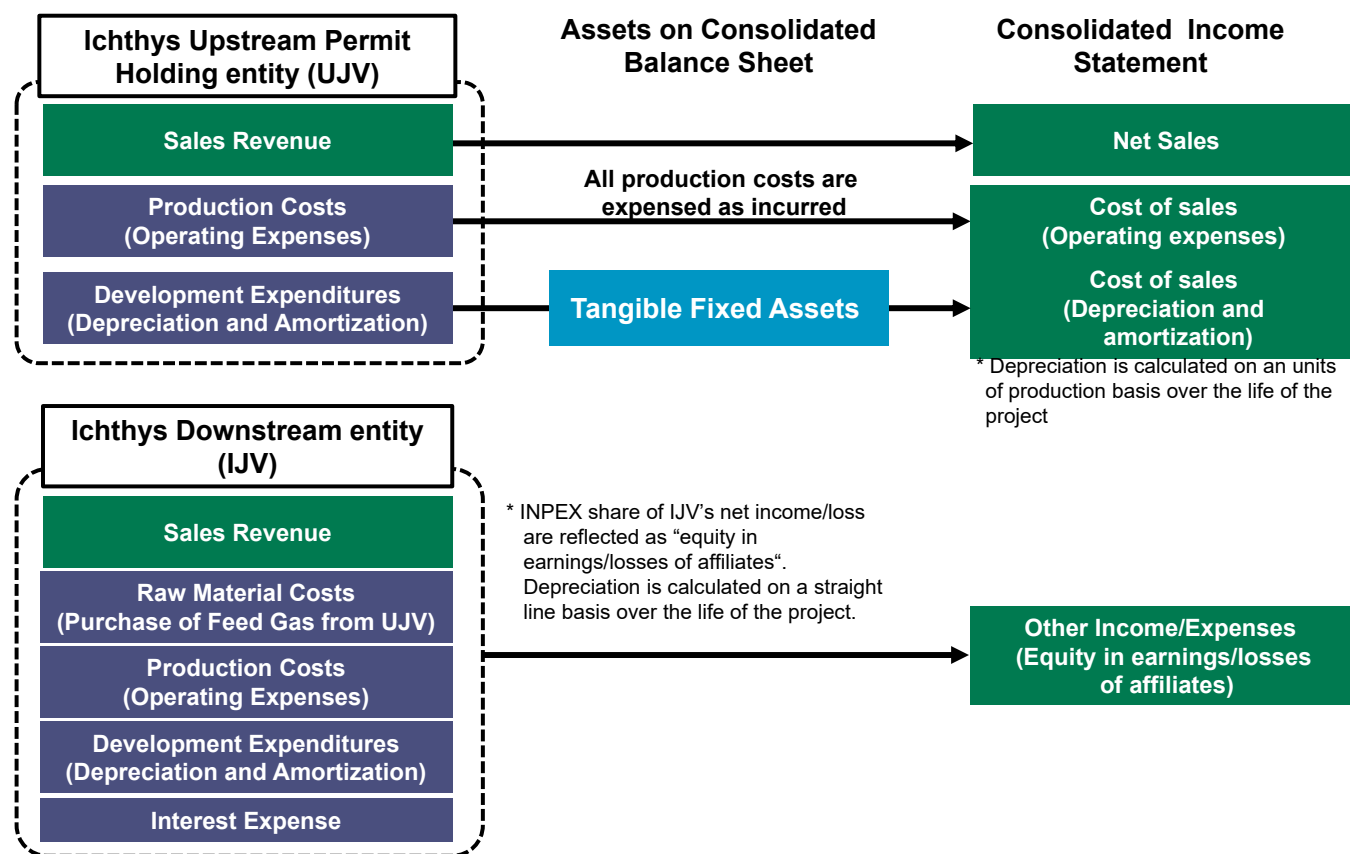 Ichthys Upstream Permit
Holding entity (UJV)
Assets on Consolidated
Balance Sheet
Consolidated Income
Statement
Sales Revenue
Net Sales
All production costs are
expensed as incurred
Production Costs
(Operating Expenses)
Cost of sales
(Operating expenses)
Development Expenditures
(Depreciation and Amortization)
Tangible Fixed Assets
Cost of sales
(Depreciation and
amortization)
* Depreciation is calculated on an units
of production basis over the life of the
project
Ichthys Downstream entity
(IJV)
Sales Revenue
Raw Material Costs
(Purchase of Feed Gas from UJV)
Production Costs
(Operating Expenses)
Development Expenditures
(Depreciation and Amortization)
Interest Expense
* INPEX share of IJV’s net income/loss
are reflected as “equity in
earnings/losses of affiliates“.
Depreciation is calculated on a straight
line basis over the life of the project.
Other Income/Expenses
(Equity in earnings/losses
of affiliates)